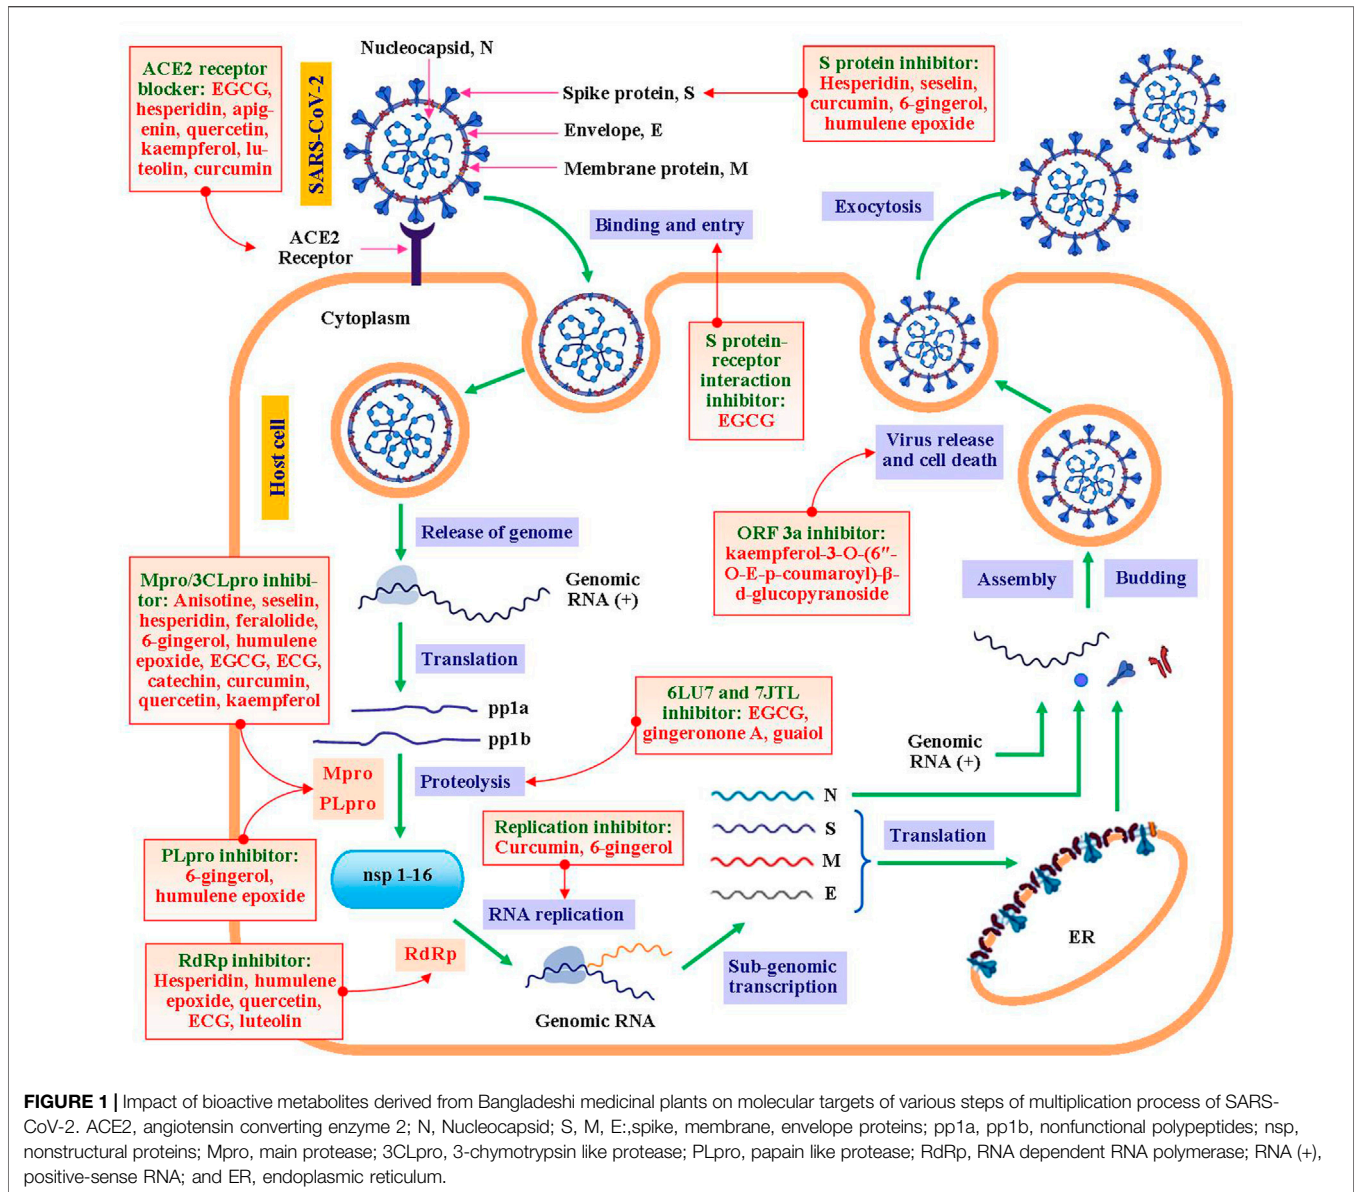 Nucleocapsid, N
ACE2 receptor
blocker: EGCG,
hesperidin, apig-
enin, quercetin,
kaempferol, lu-
teolin, curcumin
SARS-CoV-2
Spike protein, S
Envelope, E
Membrane protein, M
S protein inhibitor:
Hesperidin, seselin,
curcumin, 6-gingerol,
humulene epoxide
ACE2
Receptor
Binding and entry
Exocytosis
Cytoplasm
S protein-
receptor
interaction
inhibitor:
EGCG
Host cell
Virus release
and cell death
Release of genome
ORF 3a inhibitor:
kaempferol-3-O-(6″-
O-E-p-coumaroyl)-β-
d-glucopyranoside
Assembly
Budding
Mpro/3CLpro inhibi-
tor: Anisotine, seselin,
hesperidin, feralolide,
6-gingerol, humulene
epoxide, EGCG, ECG,
catechin, curcumin,
quercetin, kaempferol
Genomic
RNA (+)
Translation
pp1a
pp1b
6LU7 and 7JTL
inhibitor: EGCG,
gingeronone A, guaiol
Genomic
RNA (+)
Mpro
PLpro
Proteolysis
N
S
M
E
Translation
Replication inhibitor:
Curcumin, 6-gingerol
PLpro inhibitor:
6-gingerol,
humulene epoxide
nsp 1-16
RNA replication
ER
RdRp inhibitor:
Hesperidin, humulene
epoxide, quercetin,
ECG, luteolin
RdRp
Sub-genomic
transcription
Genomic RNA
FIGURE 1 | Impact of bioactive metabolites derived from Bangladeshi medicinal plants on molecular targets of various steps of multiplication process of SARS-
CoV-2. ACE2, angiotensin converting enzyme 2; N, Nucleocapsid; S, M, E:,spike, membrane, envelope proteins; pp1a, pp1b, nonfunctional polypeptides; nsp,
nonstructural proteins; Mpro, main protease; 3CLpro, 3-chymotrypsin like protease; PLpro, papain like protease; RdRp, RNA dependent RNA polymerase; RNA (+),
positive-sense RNA; and ER, endoplasmic reticulum.